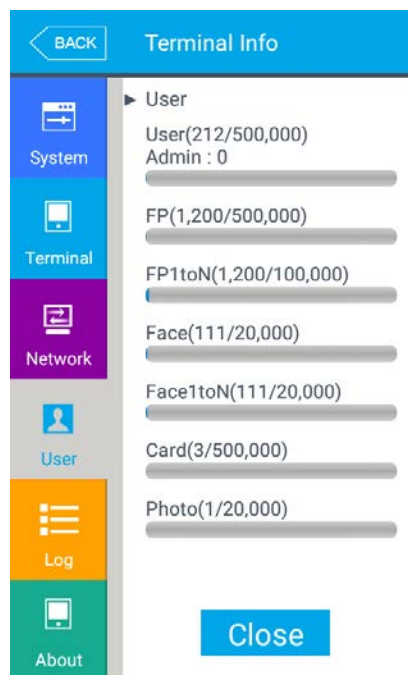 BACK
Terminal Info
System
Terminal
Network
User
Log
About
► User
User(212/500,000)
Admin : 0
FP(1,200/500,000)
FP1toN(1,200/100,000)
Face(111/20,000)
Face1toN(111/20,000)
Card(3/500,000)
Photo(1/20,000)
Close